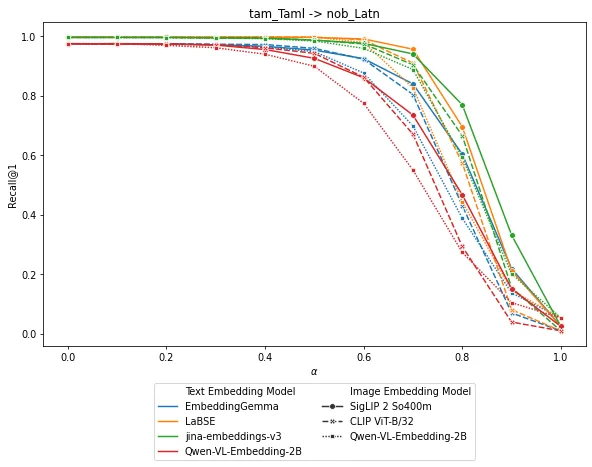 tam_Taml -> nob_Latn
Recall@1
1.0
0.8
0.6
0.4
0.2
0.0
0.0 0.2 0.4 0.6 0.8 1.0
α
Text Embedding Model
EmbeddingGemma
LaBSE
jina-embeddings-v3
Qwen-VL-Embedding-2B
Image Embedding Model
SigLIP 2 So400m
CLIP ViT-B/32
Qwen-VL-Embedding-2B